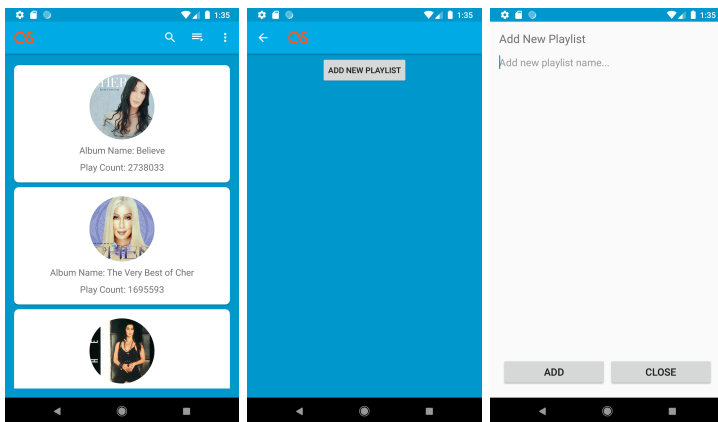 1:35
Album Name: Believe
Play Count: 2738033
Album Name: The Very Best of Cher
Play Count: 1695593
1:35
ADD NEW PLAYLIST
1:35
Add New Playlist
Add new playlist name...
ADD
CLOSE